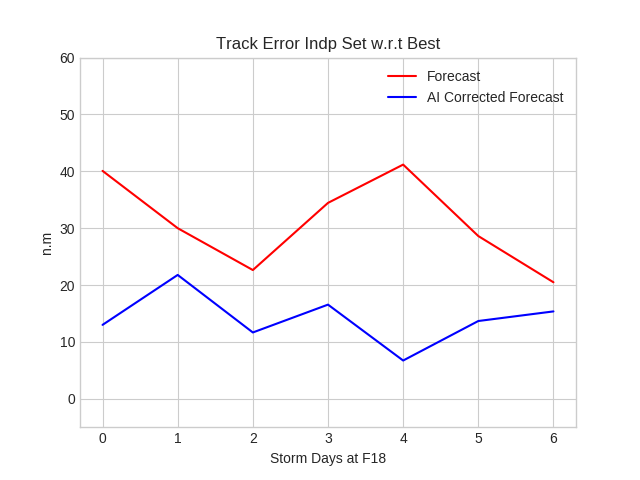 Track Error Indp Set w.r.t Best
60
50
40
30
20
10
0
n.m
Forecast
AI Corrected Forecast
0 1 2 3 4 5 6
Storm Days at F18